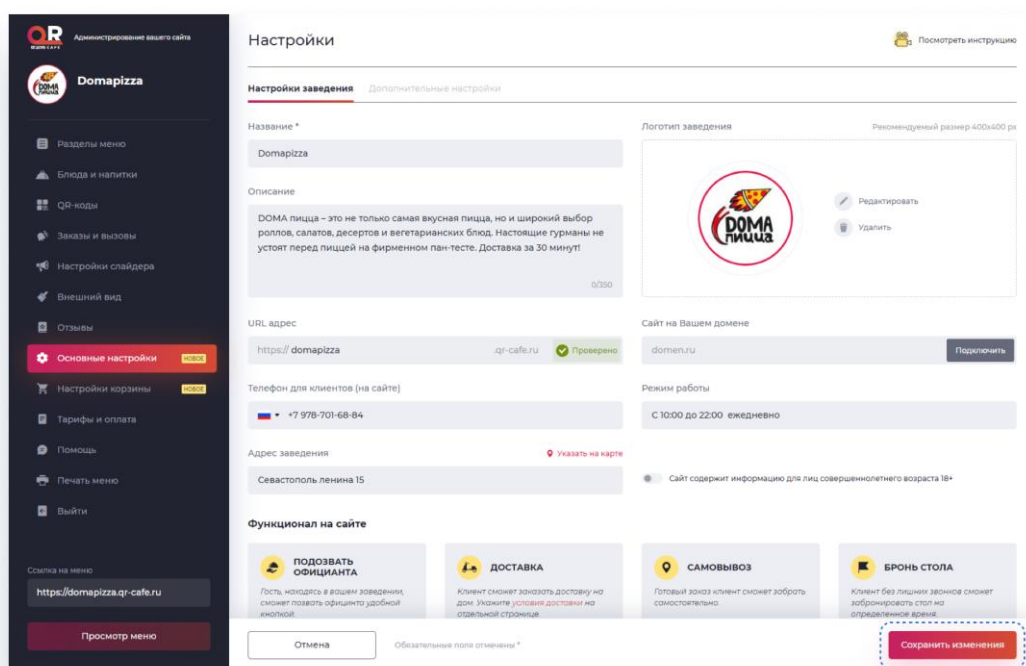 QR
Администрирование вашего сайта
DOMA
пицца
Domapizza
Разделы меню
Блюда и напитки
QR-коды
Заказы и вызовы
Настройки слайдера
Внешний вид
Отзывы
Основные настройки НОВОЕ
Настройки корзины НОВОЕ
Тарифы и оплата
Помощь
Печать меню
Выйти
Ссылка на меню
https://domapizza.qr-cafe.ru
Просмотр меню
Настройки
Посмотреть инструкцию
Настройки заведения Дополнительные настройки
Название *
Domapizza
Описание
DOMA пицца – это не только самая вкусная пицца, но и широкий выбор
роллов, салатов, десертов и вегетарианских блюд. Настоящие гурманы не
устоят перед пиццей на фирменном пан-тесте. Доставка за 30 минут!
0/350
Логотип заведения Рекомендуемый размер 400x400 px
DOMA
пицца
Редактировать
Удалить
URL адрес
https:// domapizza .qr-cafe.ru Проверено
Сайт на Вашем домене
domen.ru Подключить
Телефон для клиентов (на сайте)
+7 978-701-68-84
Режим работы
С 10:00 до 22:00 ежедневно
Адрес заведения Указать на карте
Севастополь ленина 15
Сайт содержит информацию для лиц совершеннолетнего возраста 18+
Функционал на сайте
ПОДОЗВАТЬ
ОФИЦИАНТА
Гость, находясь в вашем заведении,
сможет позвать официнта удобной
кнопкой
ДОСТАВКА
Клиент сможет заказать доставку на
дом. Укажите условия доставки на
отдельной странице
САМОВЫВОЗ
Готовый заказ клиент сможет забрать
самостоятельно
БРОНЬ СТОЛА
Клиент без лишних звонков сможет
забронировать стол на
определенное время.
Отмена
Обязательные поля отмечены *
Сохранить изменения